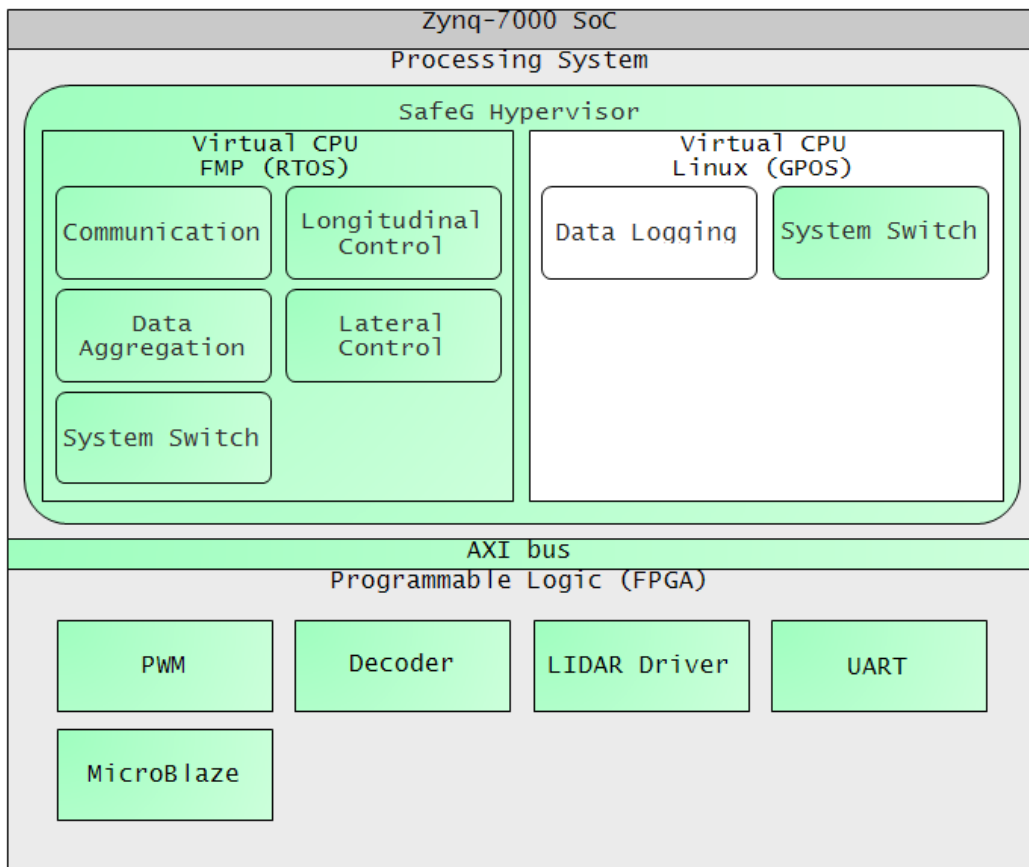 Zynq-7000 SoC
Processing System
SafeG Hypervisor
Virtual CPU
FMP (RTOS)
Communication
Longitudinal
Control
Data
Aggregation
Lateral
Control
System Switch
Virtual CPU
Linux (GPOS)
Data Logging
System Switch
AXI bus
Programmable Logic (FPGA)
PWM
Decoder
LIDAR Driver
UART
MicroBlaze